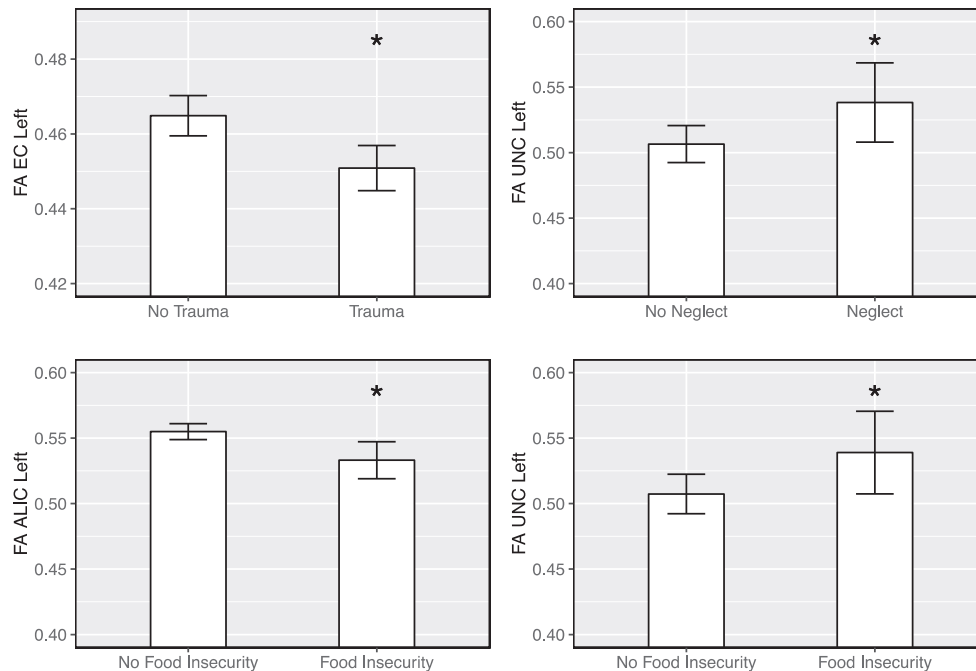 FA EC Left
0.48
0.46
0.44
0.42
*
No Trauma
Trauma
FA UNC Left
0.60
0.55
0.50
0.45
0.40
*
No Neglect
Neglect
FA ALIC Left
0.60
0.55
0.50
0.45
0.40
*
No Food Insecurity
Food Insecurity
FA UNC Left
0.60
0.55
0.50
0.45
0.40
*
No Food Insecurity
Food Insecurity